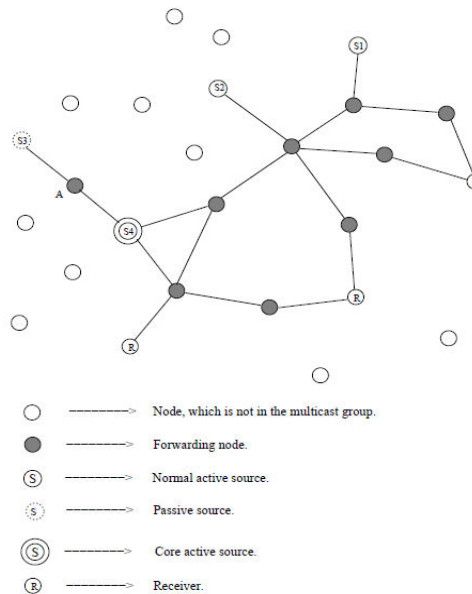 S1
S2
S3
A
S4
R
R
Node, which is not in the multicast group.
Forwarding node.
S Normal active source.
S Passive source.
S Core active source.
R Receiver.